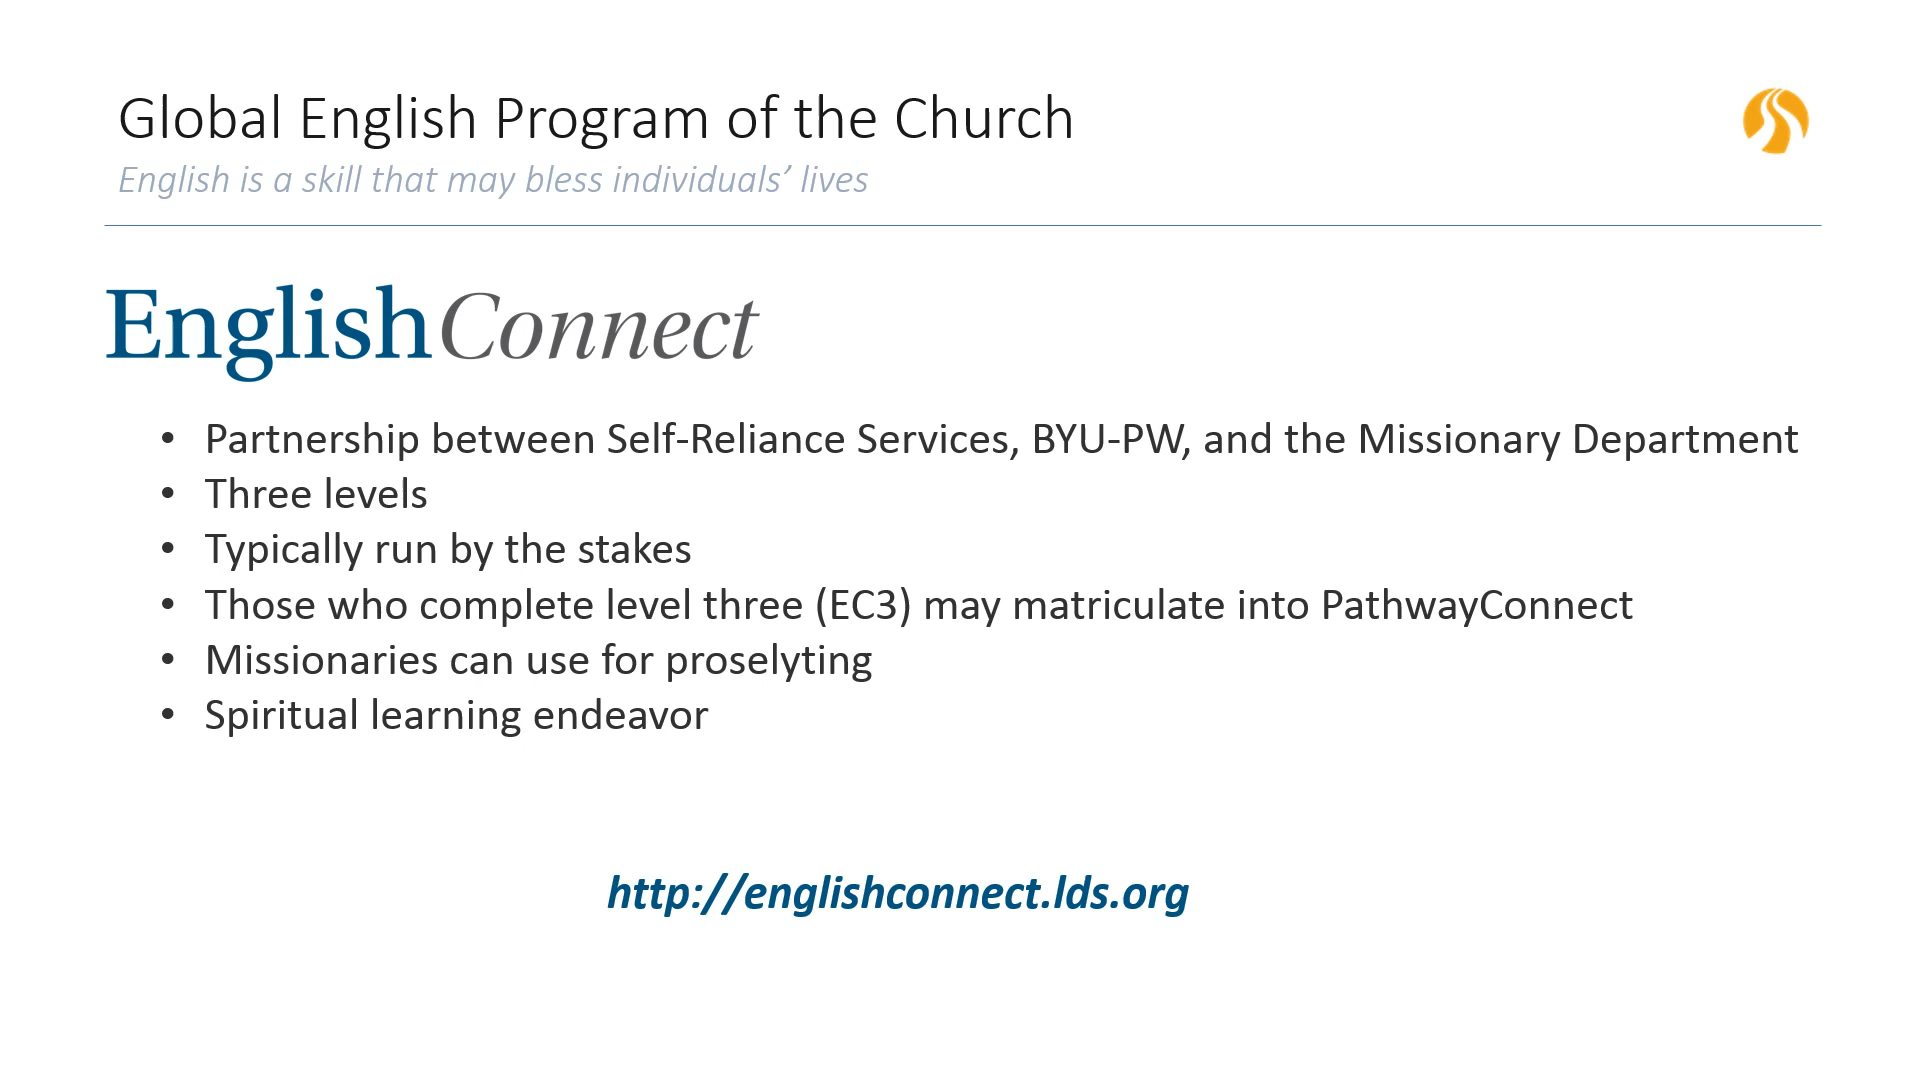 Global English Program of the Church
English is a skill that may bless individuals’ lives
EnglishConnect
• Partnership between Self-Reliance Services, BYU-PW, and the Missionary Department
• Three levels
• Typically run by the stakes
• Those who complete level three (EC3) may matriculate into PathwayConnect
• Missionaries can use for proselyting
• Spiritual learning endeavor
http://englishconnect.lds.org